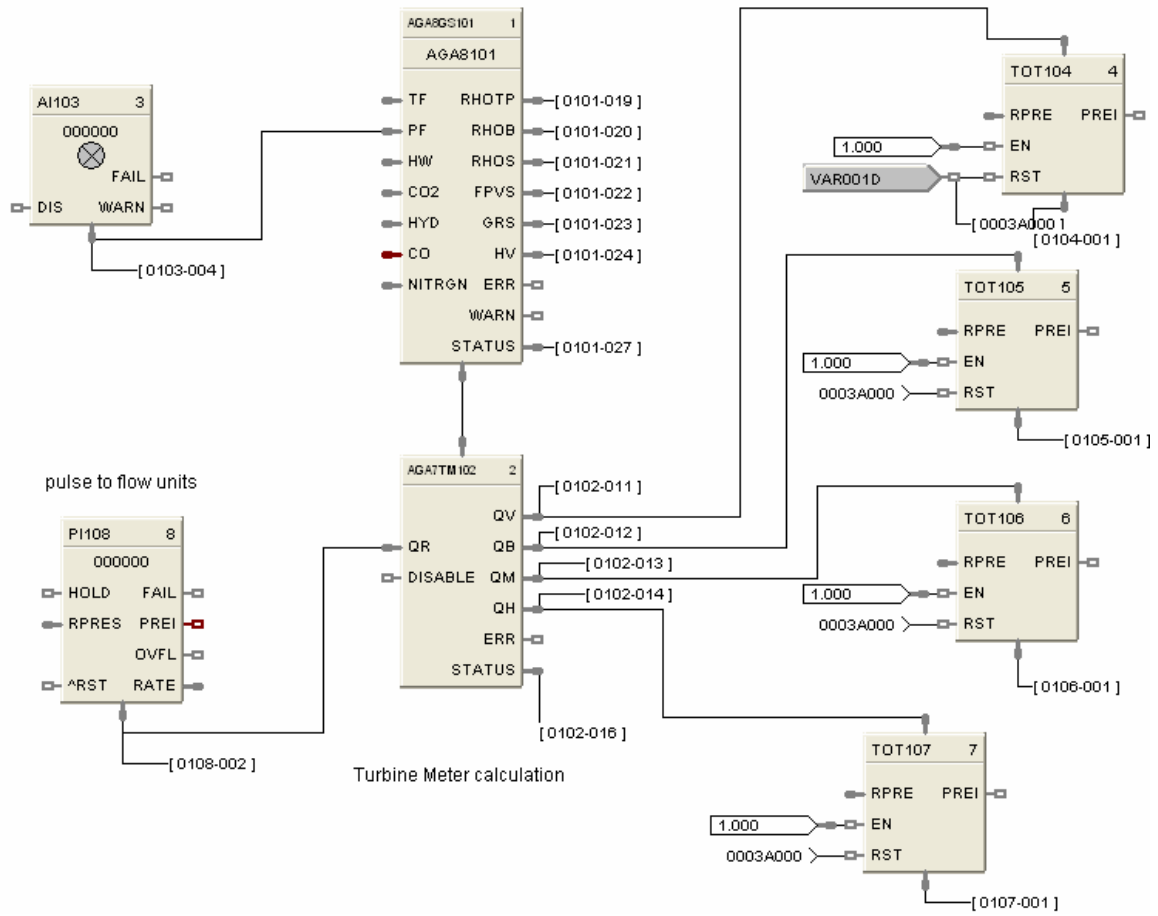 AGA8GS101 1
AGA8101
TF RHOTP [ 0101-019 ]
PF RHOB [ 0101-020 ]
HW RHOS [ 0101-021 ]
CO2 FPVS [ 0101-022 ]
HYD GRS [ 0101-023 ]
CO HV [ 0101-024 ]
NITRGN ERR
WARN
STATUS [ 0101-027 ]
AI103 3
000000
FAIL
DIS WARN
[ 0103-004 ]
TOT104 4
RPRE PREI
1.000 EN
VAR001D RST
[ 0003A000 ]
[ 0104-001 ]
TOT105 5
RPRE PREI
1.000 EN
0003A000 RST
[ 0105-001 ]
pulse to flow units
PI108 8
000000
HOLD FAIL
RPRES PREI
OVFL
^RST RATE
[ 0108-002 ]
AGA7TM102 2
[ 0102-011 ]
QV
[ 0102-012 ]
QR QB
[ 0102-013 ]
DISABLE QM
[ 0102-014 ]
QH
ERR
STATUS
[ 0102-016 ]
Turbine Meter calculation
TOT106 6
RPRE PREI
1.000 EN
0003A000 RST
[ 0106-001 ]
TOT107 7
RPRE PREI
1.000 EN
0003A000 RST
[ 0107-001 ]